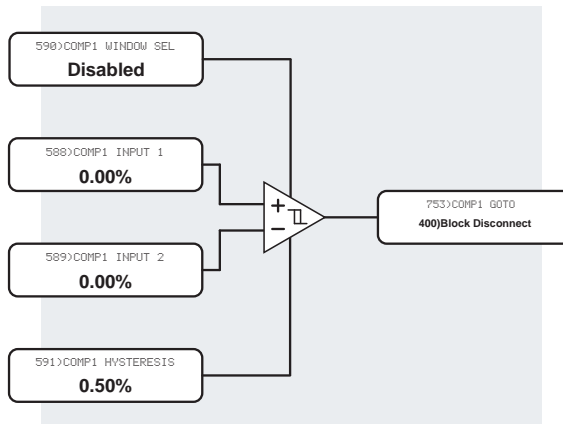 590)COMP1 WINDOW SEL
Disabled
588)COMP1 INPUT 1
0.00%
589)COMP1 INPUT 2
0.00%
591)COMP1 HYSTERESIS
0.50%
+
−
753)COMP1 GOTO
400)Block Disconnect